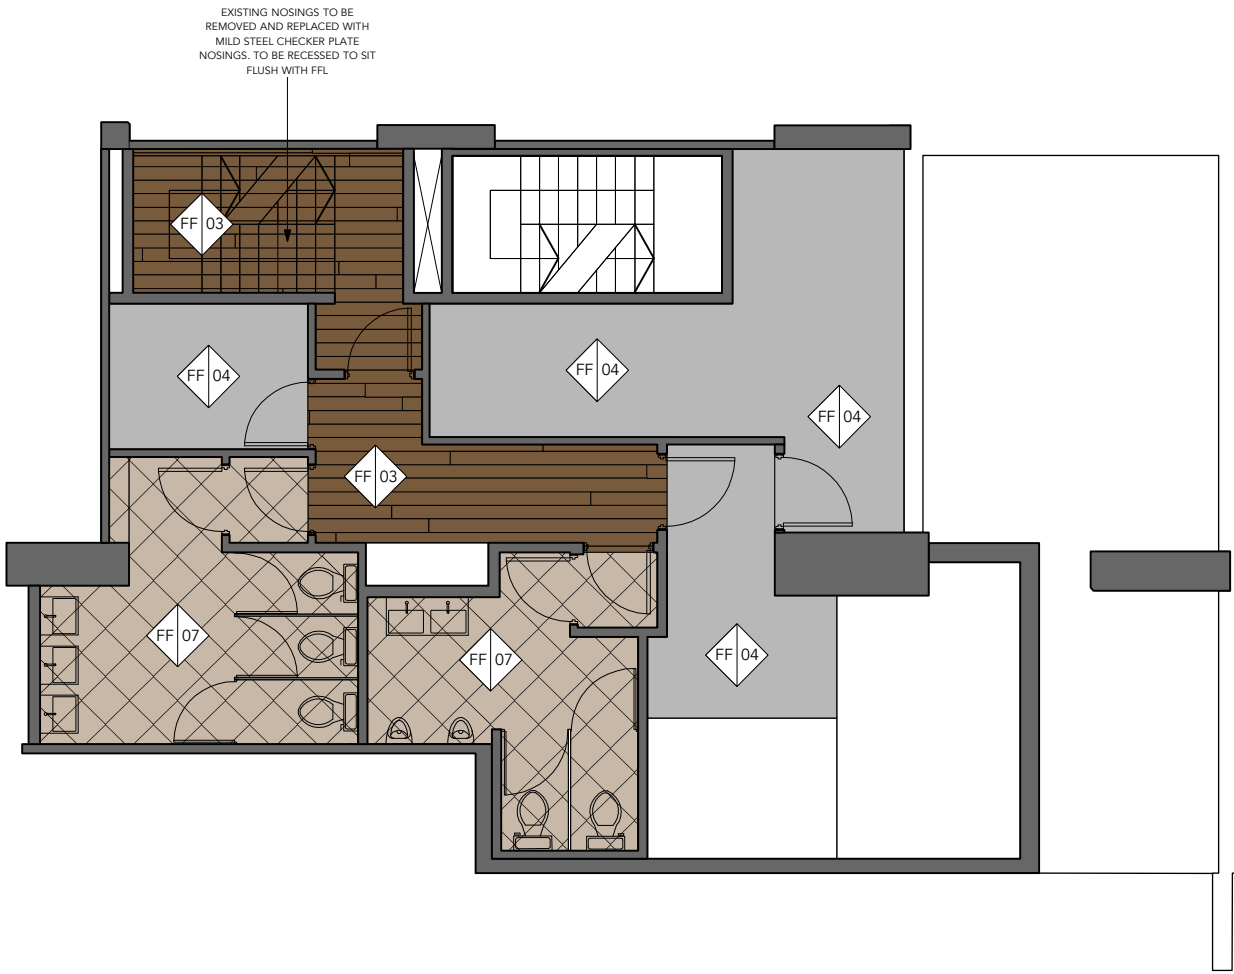 EXISTING NOSINGS TO BE
REMOVED AND REPLACED WITH
MILD STEEL CHECKER PLATE
NOSINGS. TO BE RECESSED TO SIT
FLUSH WITH FFL
FF 03
FF 04
FF 04
FF 04
FF 03
FF 07
FF 07
FF 04